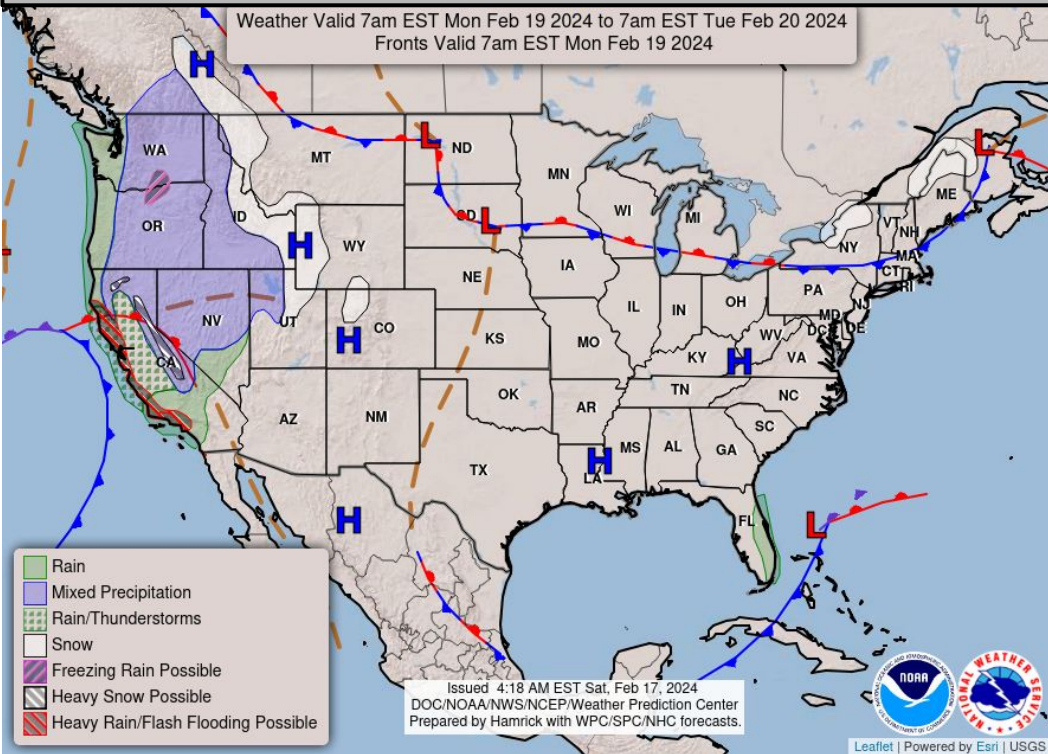 Weather Valid 7am EST Mon Feb 19 2024 to 7am EST Tue Feb 20 2024
Fronts Valid 7am EST Mon Feb 19 2024
H
L
L
WA
MT
ND
MN
ME
OR
ID
SD
L
WI
MI
VT
NH
NY
MA
CT
RI
H
WY
NE
IA
PA
NJ
NV
UT
H
CO
IL
IN
OH
MD
DE
DC
WV
CA
KS
MO
KY
H
VA
AZ
NM
OK
AR
TN
NC
SC
TX
H
LA
MS
AL
GA
H
FL
L
Rain
Mixed Precipitation
Rain/Thunderstorms
Snow
Freezing Rain Possible
Heavy Snow Possible
Heavy Rain/Flash Flooding Possible
Issued 4:18 AM EST Sat, Feb 17, 2024
DOC/NOAA/NWS/NCEP/Weather Prediction Center
Prepared by Hamrick with WPC/SPC/NHC forecasts.
NOAA
NATIONAL WEATHER SERVICE
Leaflet | Powered by Esri | USGS